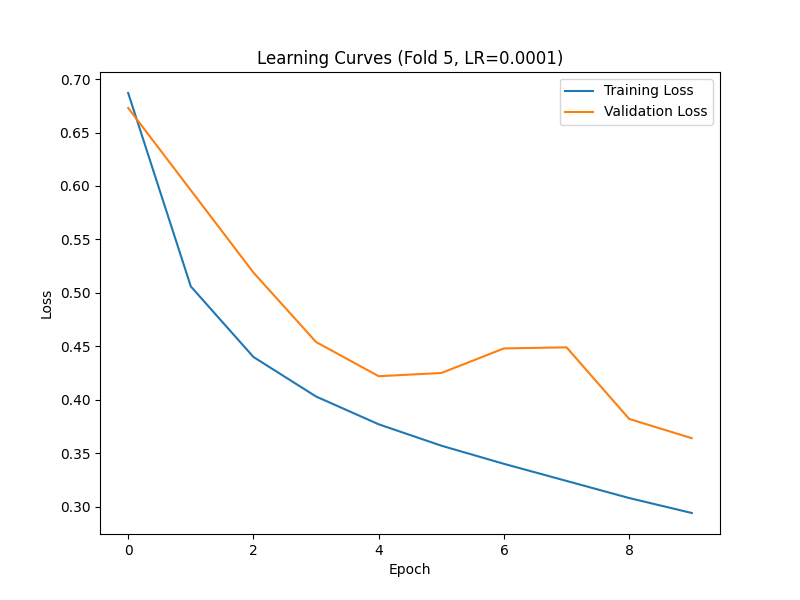 Learning Curves (Fold 5, LR=0.0001)
Training Loss
Validation Loss
0.70
0.65
0.60
0.55
0.50
0.45
0.40
0.35
0.30
Loss
0 2 4 6 8
Epoch